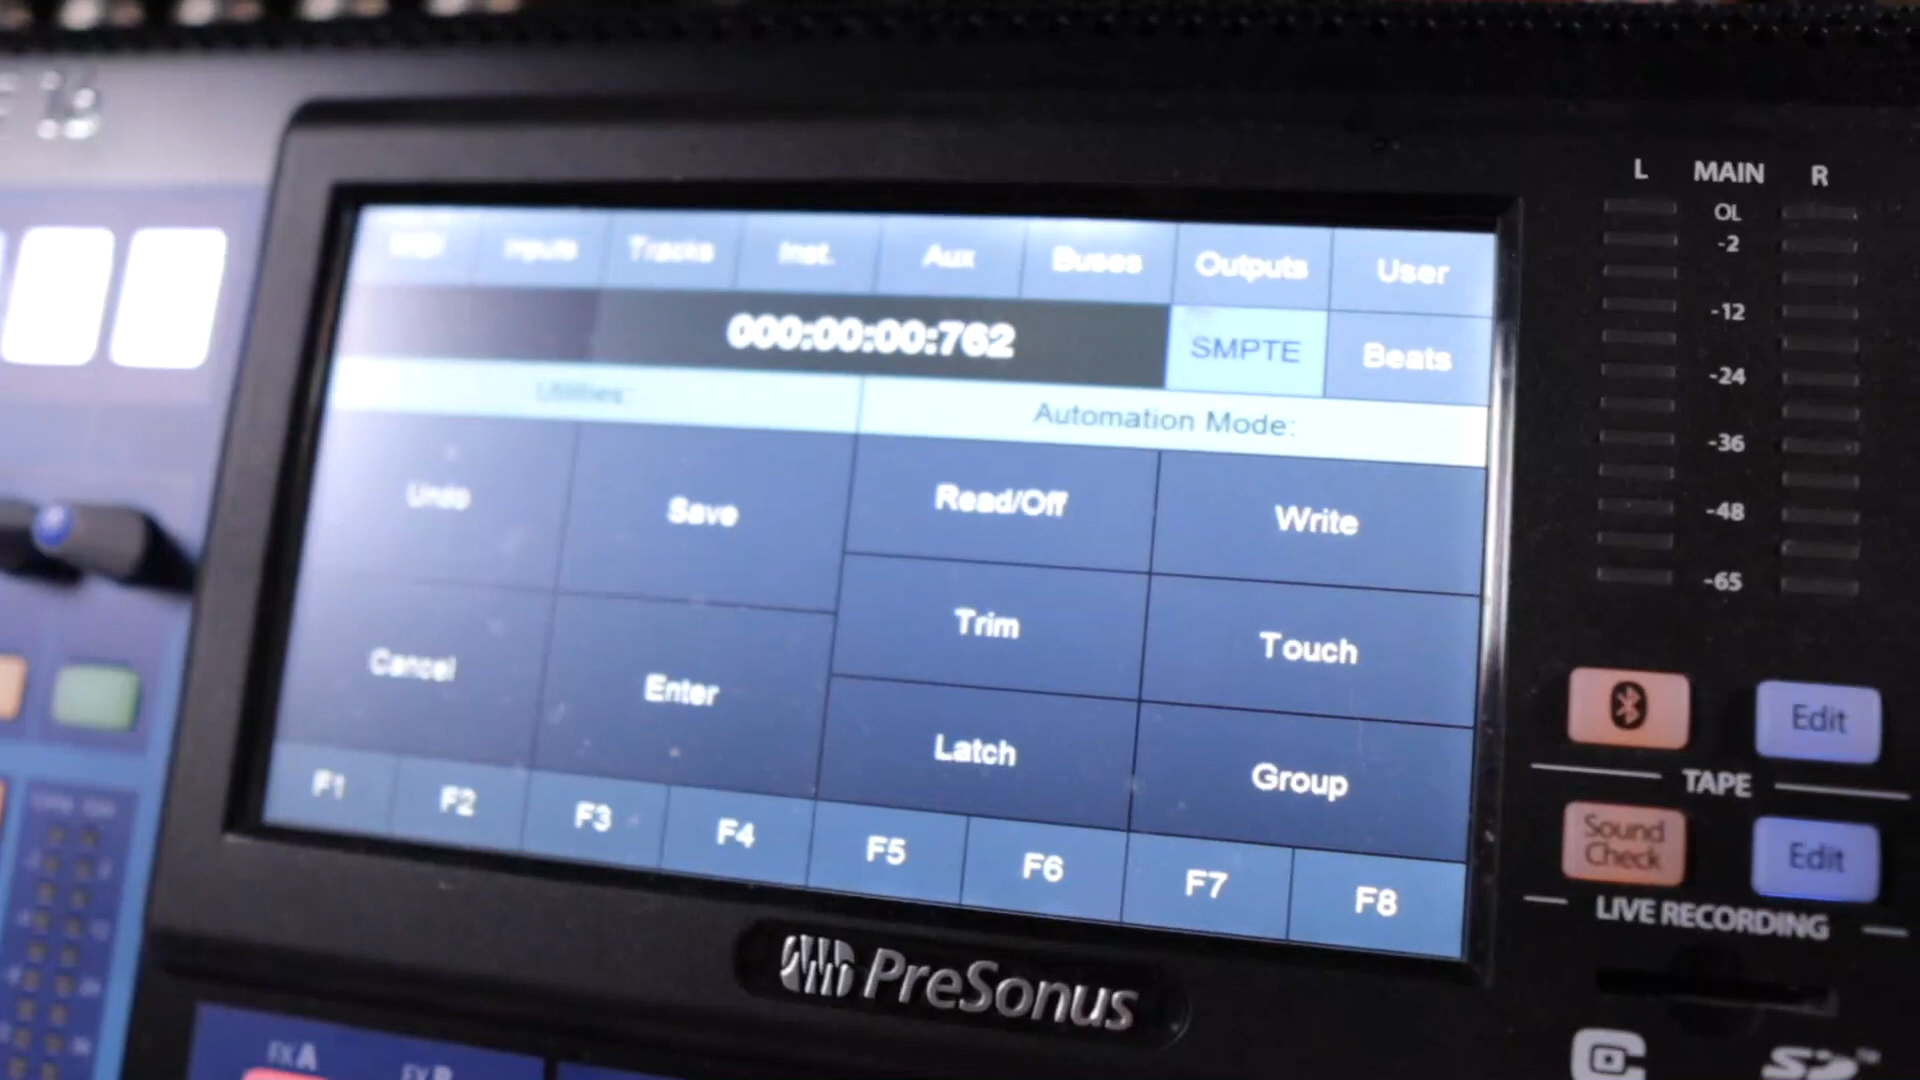 MIDI Inputs Tracks Inst. Aux Buses Outputs User
000:00:00:762 SMPTE Beats
Utilities: Automation Mode:
Undo Save Read/Off Write
Trim Touch
Cancel Enter
Latch Group
F1 F2 F3 F4 F5 F6 F7 F8
PreSonus
L MAIN R
OL
-2
-12
-24
-36
-48
-65
Edit
TAPE
Sound
Check
Edit
LIVE RECORDING
FX A
FX B